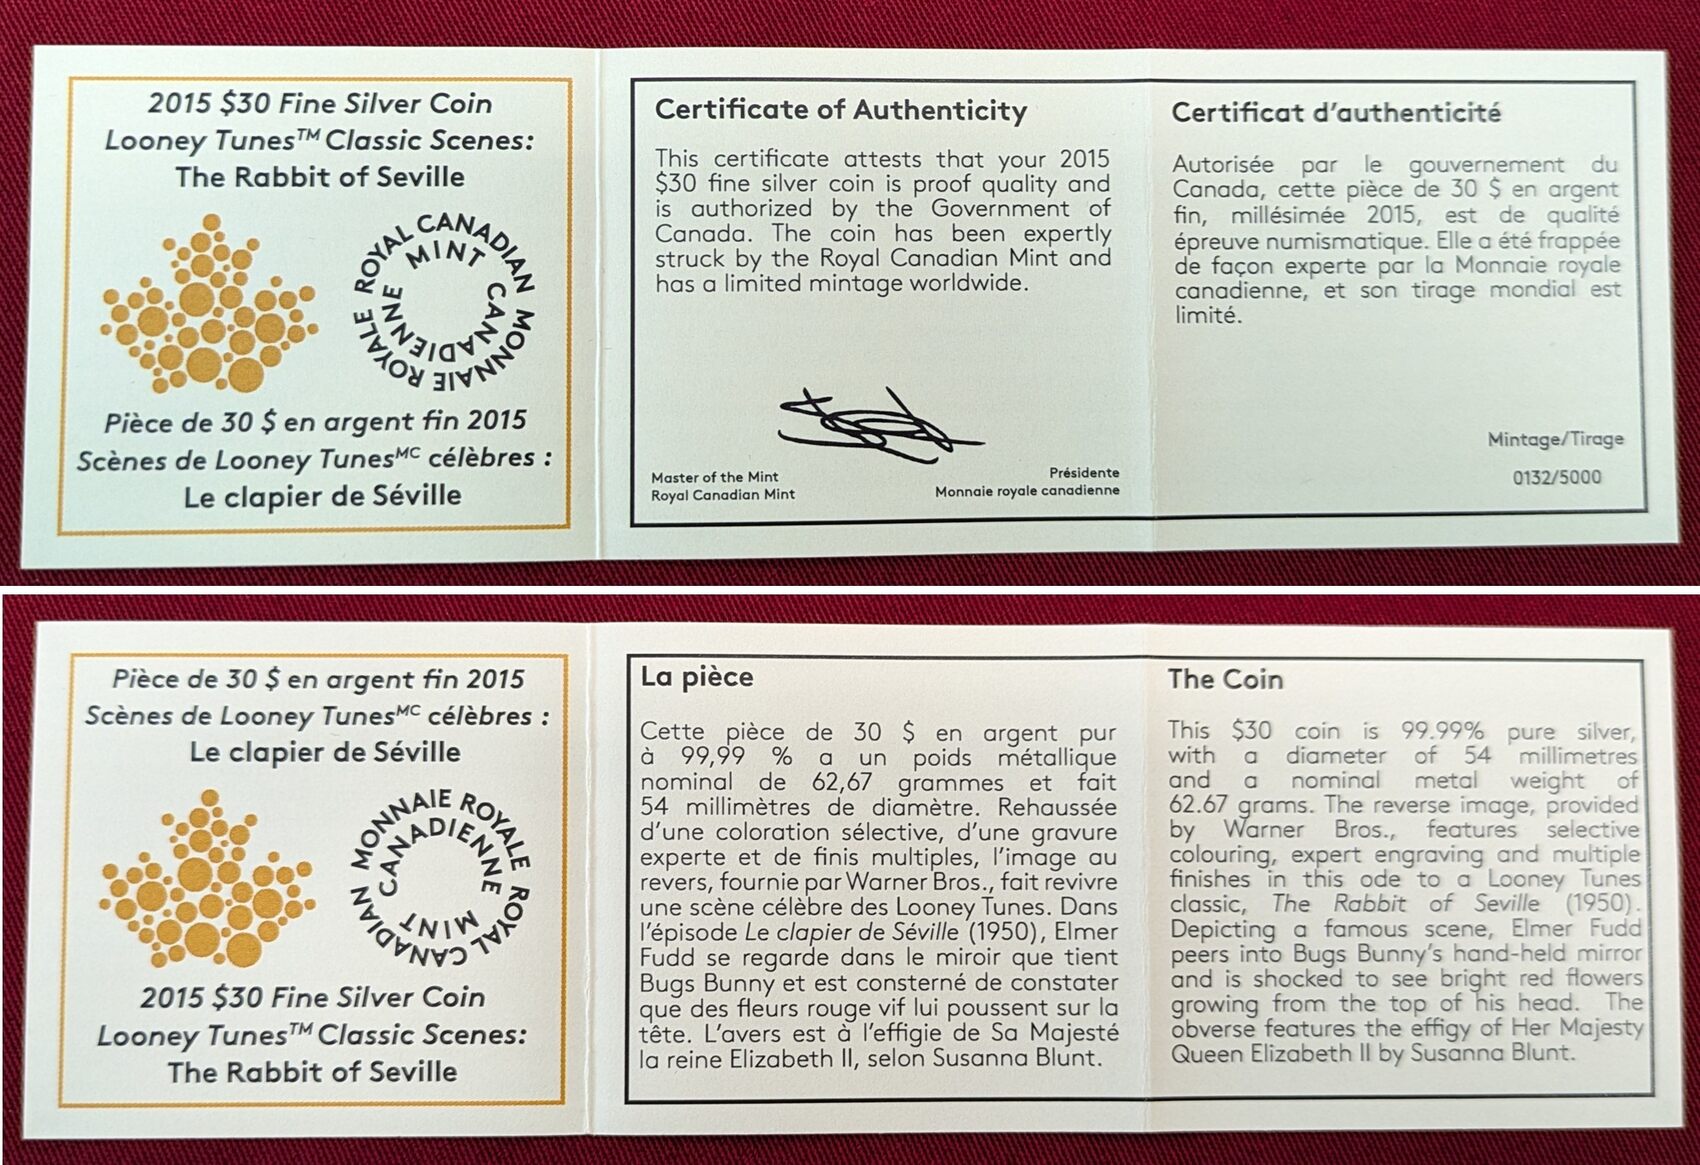 2015 $30 Fine Silver Coin
Looney Tunes™ Classic Scenes:
The Rabbit of Seville
ROYAL CANADIAN MINT
MONNAIE ROYALE CANADIENNE
Pièce de 30 $ en argent fin 2015
Scènes de Looney Tunesᴹᶜ célèbres :
Le clapier de Séville
Certificate of Authenticity
This certificate attests that your 2015
$30 fine silver coin is proof quality and
is authorized by the Government of
Canada. The coin has been expertly
struck by the Royal Canadian Mint and
has a limited mintage worldwide.
Master of the Mint
Royal Canadian Mint
Présidente
Monnaie royale canadienne
Certificat d'authenticité
Autorisée par le gouvernement du
Canada, cette pièce de 30 $ en argent
fin, millésimée 2015, est de qualité
épreuve numismatique. Elle a été frappée
de façon experte par la Monnaie royale
canadienne, et son tirage mondial est
limité.
Mintage/Tirage
0132/5000
Pièce de 30 $ en argent fin 2015
Scènes de Looney Tunesᴹᶜ célèbres :
Le clapier de Séville
MONNAIE ROYALE CANADIENNE
ROYAL CANADIAN MINT
2015 $30 Fine Silver Coin
Looney Tunes™ Classic Scenes:
The Rabbit of Seville
La pièce
Cette pièce de 30 $ en argent pur
à 99,99 % a un poids métallique
nominal de 62,67 grammes et fait
54 millimètres de diamètre. Rehaussée
d'une coloration sélective, d'une gravure
experte et de finis multiples, l'image au
revers, fournie par Warner Bros., fait revivre
une scène célèbre des Looney Tunes. Dans
l'épisode Le clapier de Séville (1950), Elmer
Fudd se regarde dans le miroir que tient
Bugs Bunny et est consterné de constater
que des fleurs rouge vif lui poussent sur la
tête. L'avers est à l'effigie de Sa Majesté
la reine Elizabeth II, selon Susanna Blunt.
The Coin
This $30 coin is 99.99% pure silver,
with a diameter of 54 millimetres
and a nominal metal weight of
62.67 grams. The reverse image, provided
by Warner Bros., features selective
colouring, expert engraving and multiple
finishes in this ode to a Looney Tunes
classic, The Rabbit of Seville (1950).
Depicting a famous scene, Elmer Fudd
peers into Bugs Bunny's hand-held mirror
and is shocked to see bright red flowers
growing from the top of his head. The
obverse features the effigy of Her Majesty
Queen Elizabeth II by Susanna Blunt.